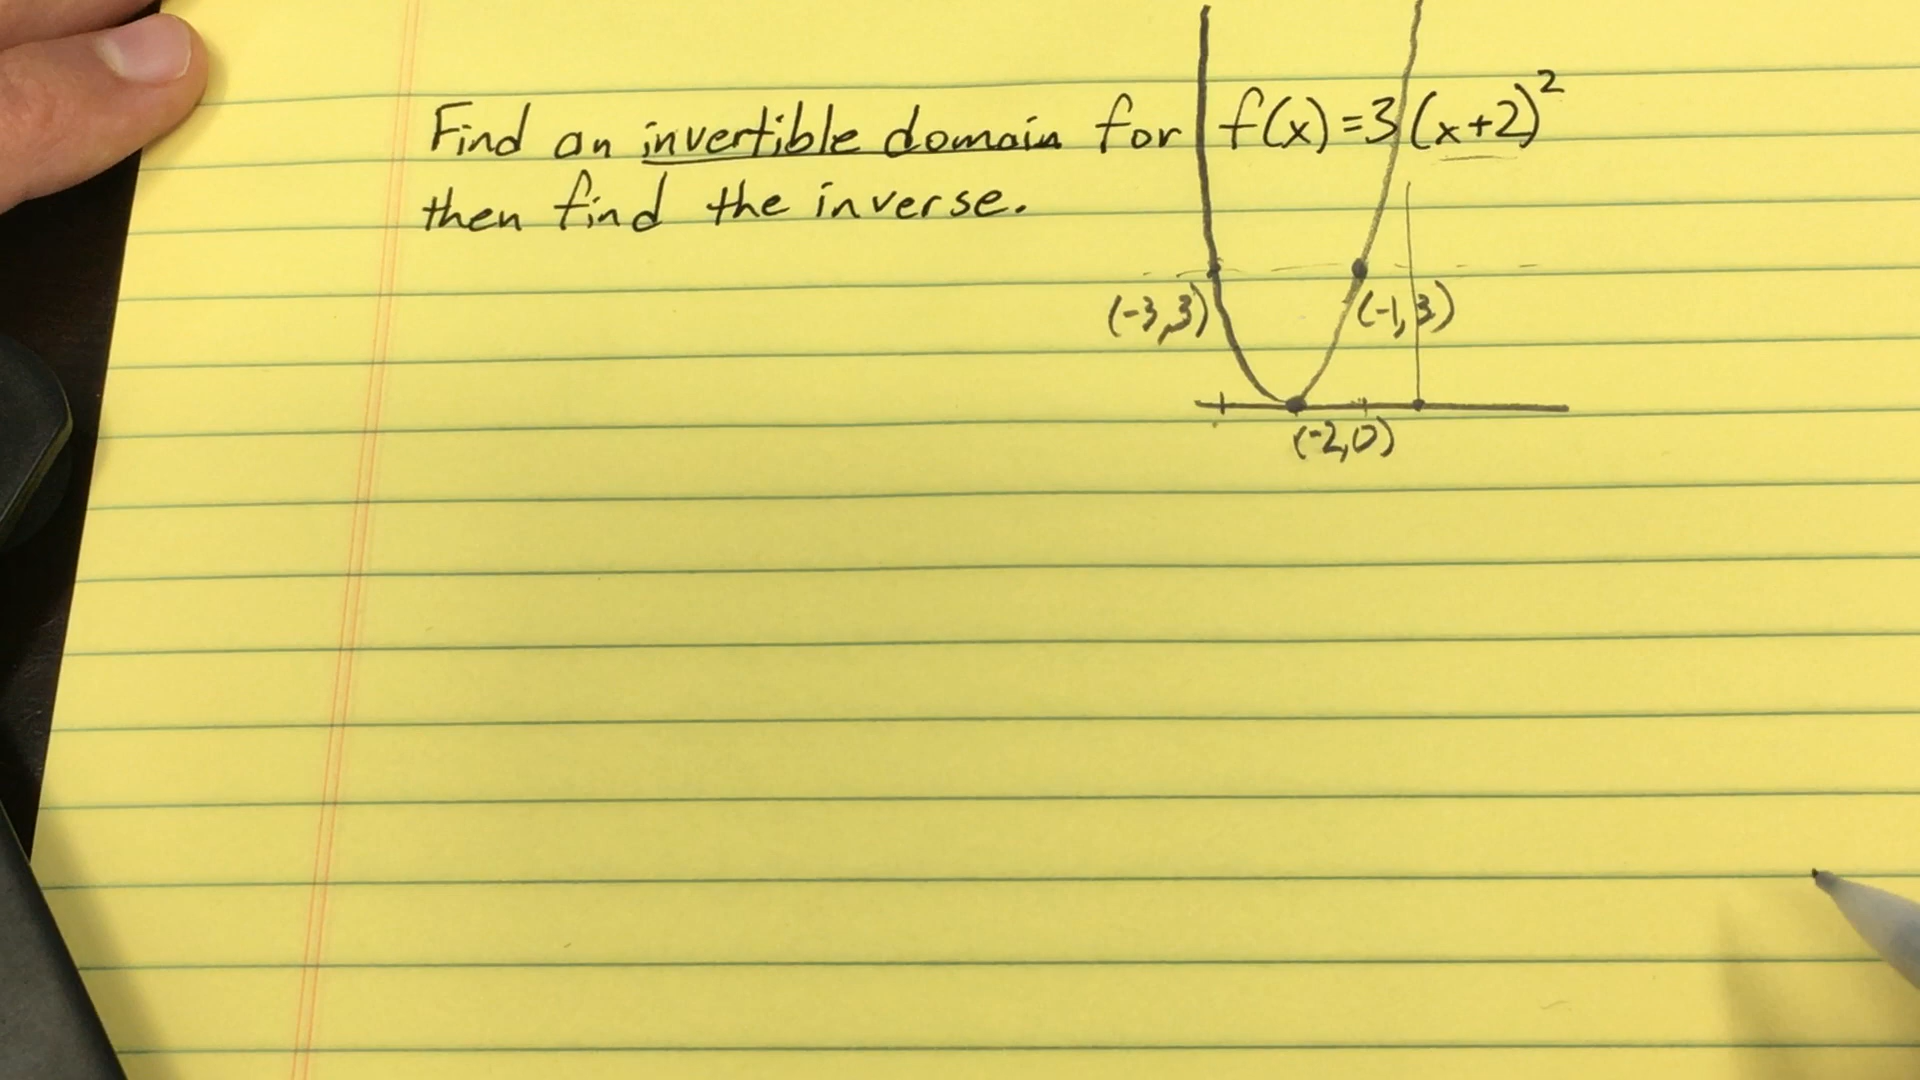 Find an invertible domain for f(x)=3(x+2)²
then find the inverse.
(-3,3) (-1,3)
(-2,0)